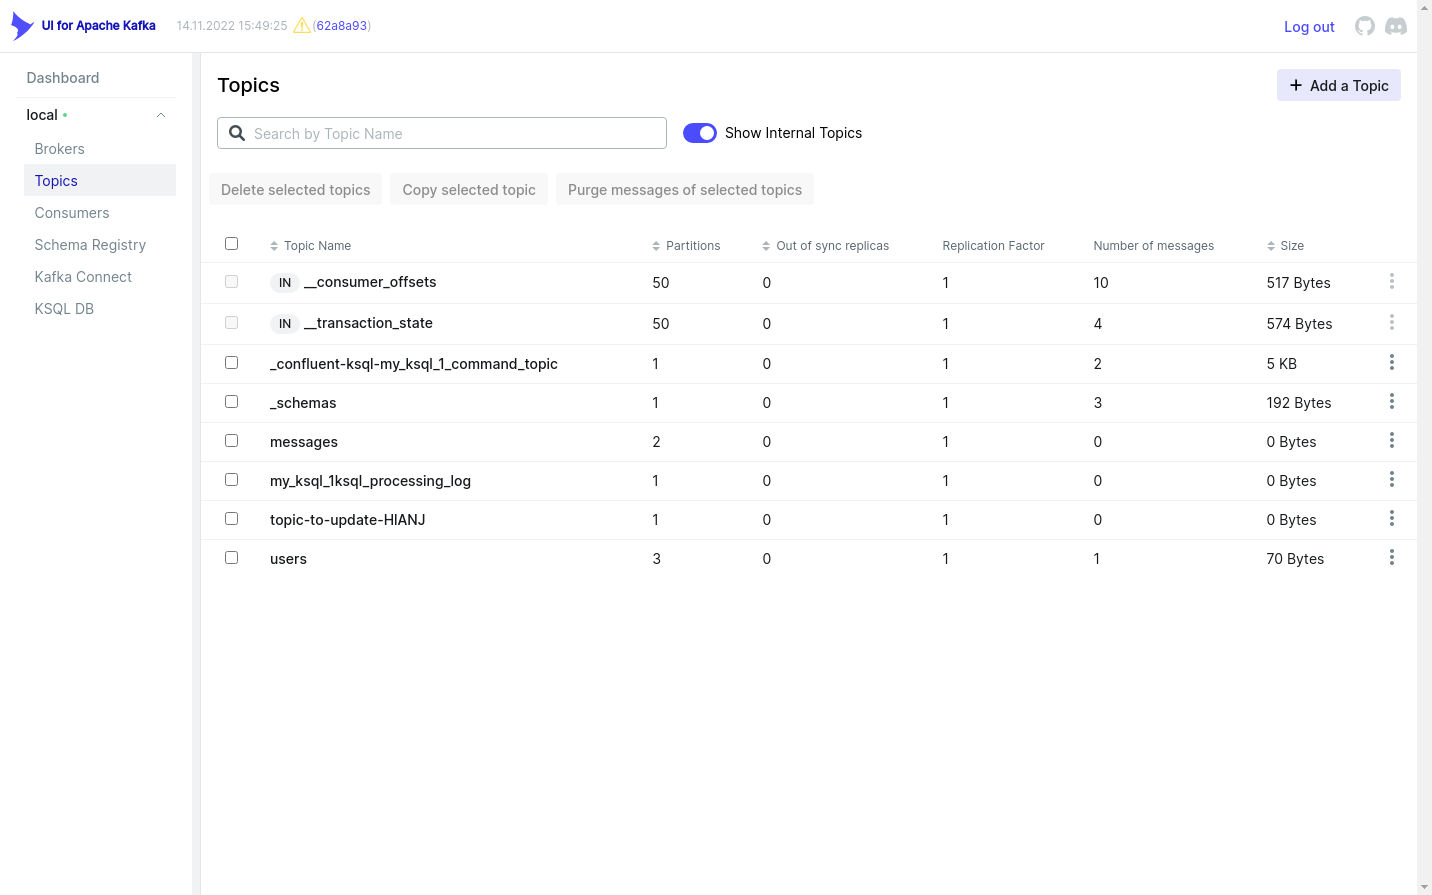 UI for Apache Kafka 14.11.2022 15:49:25 (62a8a93) Log out
Dashboard
local
Brokers
Topics
Consumers
Schema Registry
Kafka Connect
KSQL DB
Topics
Add a Topic
Search by Topic Name
Show Internal Topics
Delete selected topics Copy selected topic Purge messages of selected topics
Topic Name Partitions Out of sync replicas Replication Factor Number of messages Size
IN __consumer_offsets 50 0 1 10 517 Bytes
IN __transaction_state 50 0 1 4 574 Bytes
_confluent-ksql-my_ksql_1_command_topic 1 0 1 2 5 KB
_schemas 1 0 1 3 192 Bytes
messages 2 0 1 0 0 Bytes
my_ksql_1ksql_processing_log 1 0 1 0 0 Bytes
topic-to-update-HIANJ 1 0 1 0 0 Bytes
users 3 0 1 1 70 Bytes